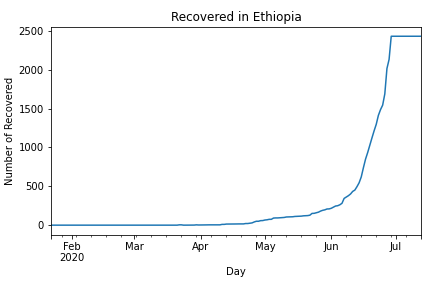 Recovered in Ethiopia
Number of Recovered
2500
2000
1500
1000
500
0
Feb
2020
Mar
Apr
May
Jun
Jul
Day